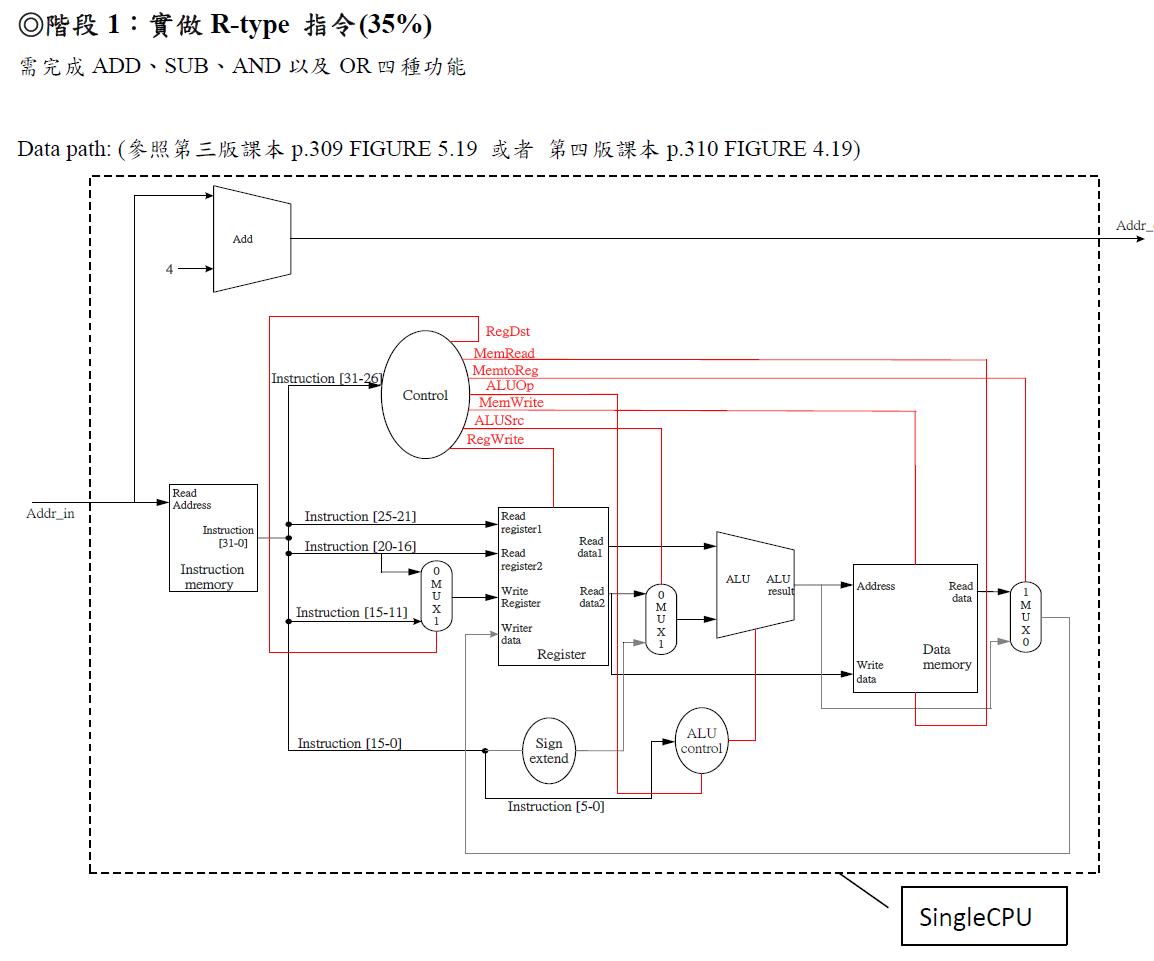 ◎階段 1：實做 R-type 指令(35%)
需完成 ADD、SUB、AND 以及 OR 四種功能
Data path: (參照第三版課本 p.309 FIGURE 5.19 或者 第四版課本 p.310 FIGURE 4.19)
Addr_
Add
4
RegDst
MemRead
MemtoReg
ALUOp
MemWrite
ALUSrc
RegWrite
Instruction [31-26]
Control
Addr_in
Read
Address
Instruction
[31-0]
Instruction
memory
Instruction [25-21]
Instruction [20-16]
Instruction [15-11]
0
M
U
X
1
Read
register1
Read
register2
Write
Register
Writer
data
Read
data1
Read
data2
Register
0
M
U
X
1
ALU
ALU
result
Address
Read
data
Write
data
Data
memory
1
M
U
X
0
Instruction [15-0]
Sign
extend
ALU
control
Instruction [5-0]
SingleCPU